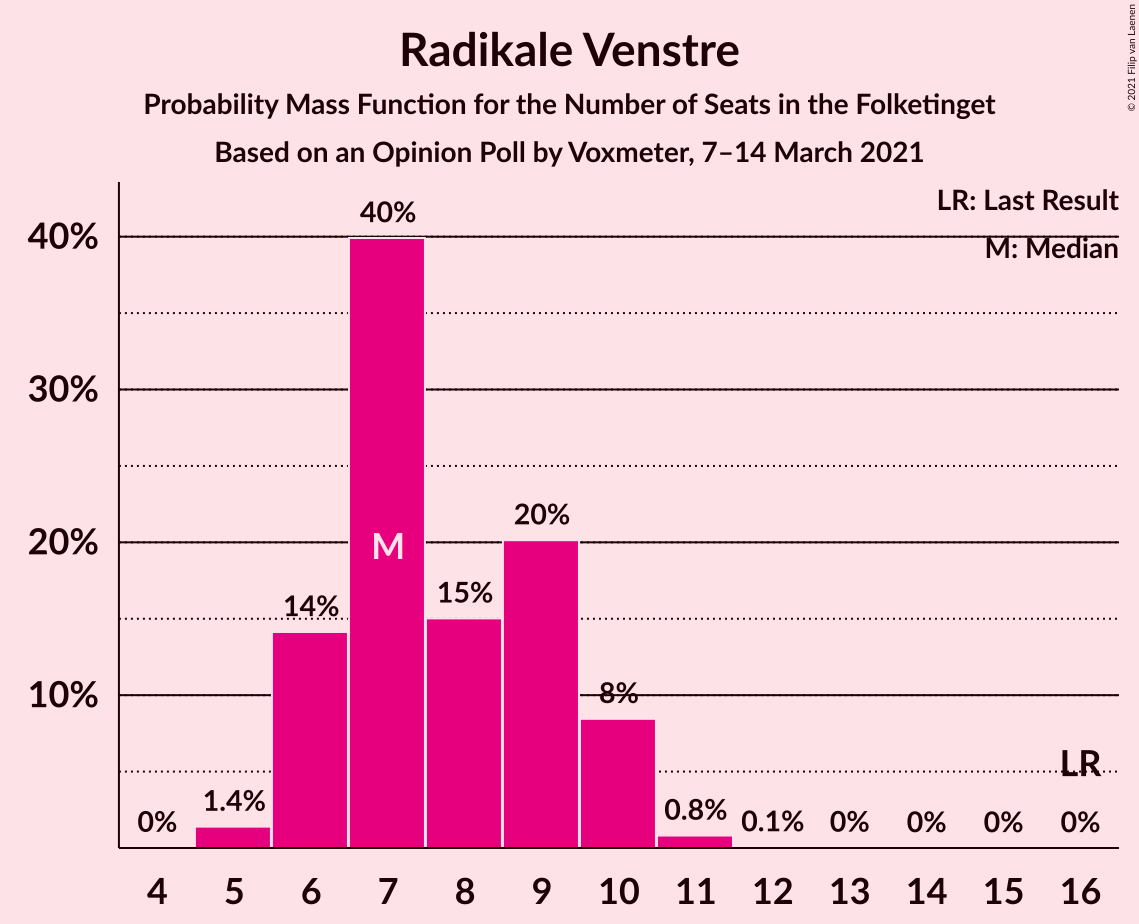 Radikale Venstre
Probability Mass Function for the Number of Seats in the Folketinget
Based on an Opinion Poll by Voxmeter, 7–14 March 2021
© 2021 Filip van Laenen
LR: Last Result
M: Median
40%
30%
20%
10%
0%
1.4%
14%
40%
M
15%
20%
8%
0.8%
0.1%
0%
0%
0%
LR
0%
4 5 6 7 8 9 10 11 12 13 14 15 16